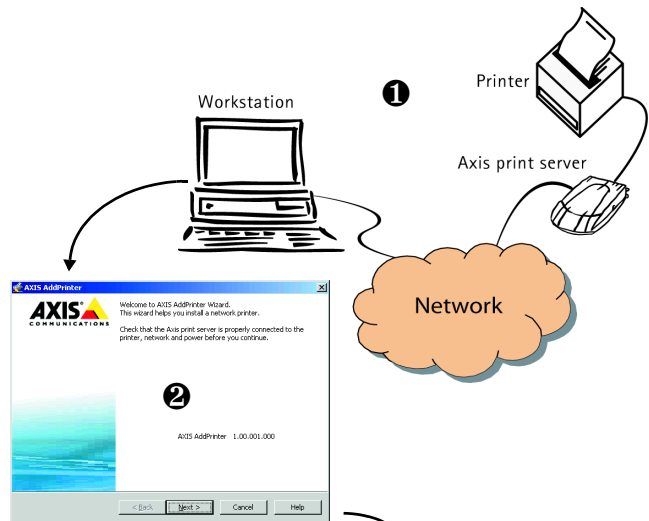 ❶
Printer
Workstation
Axis print server
Network
AXIS AddPrinter
AXIS
COMMUNICATIONS
Welcome to AXIS AddPrinter Wizard.
This wizard helps you install a network printer.
Check that the Axis print server is properly connected to the
printer, network and power before you continue.
❷
AXIS AddPrinter 1.00.001.000
< Back
Next >
Cancel
Help